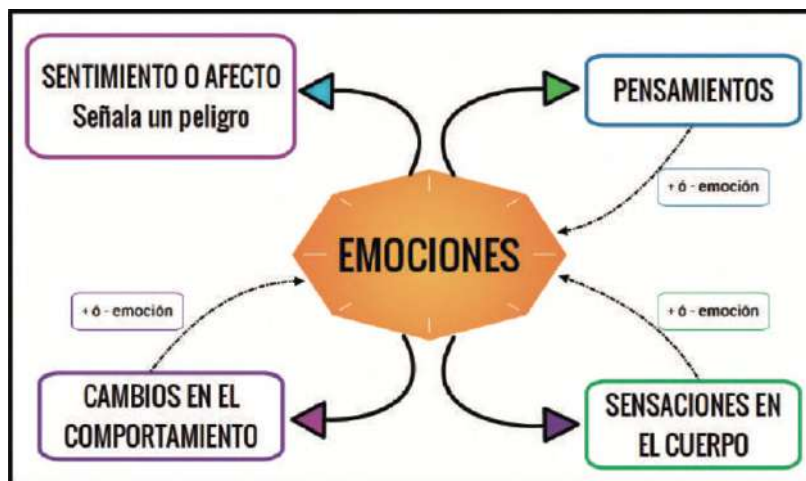 SENTIMIENTO O AFECTO
Señala un peligro
PENSAMIENTOS
+ ó - emoción
EMOCIONES
+ ó - emoción
+ ó - emoción
CAMBIOS EN EL
COMPORTAMIENTO
SENSACIONES EN
EL CUERPO